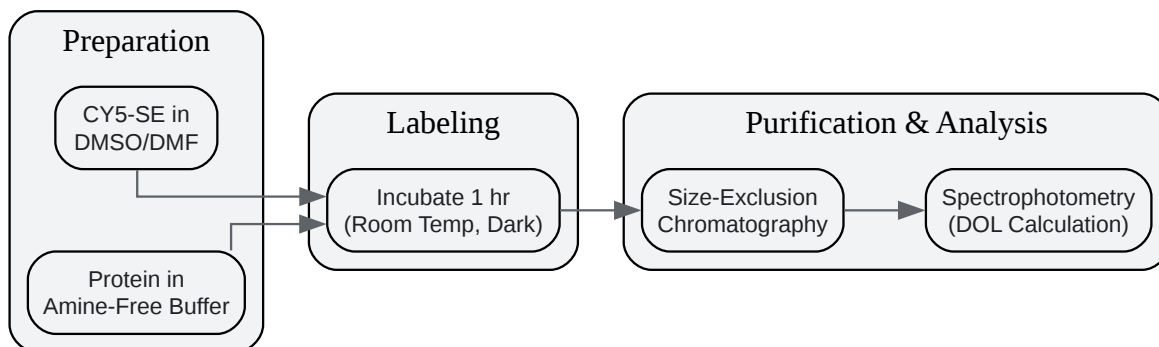 Preparation
CY5-SE in
DMSO/DMF
Protein in
Amine-Free Buffer
Labeling
Incubate 1 hr
(Room Temp, Dark)
Purification & Analysis
Size-Exclusion
Chromatography
Spectrophotometry
(DOL Calculation)